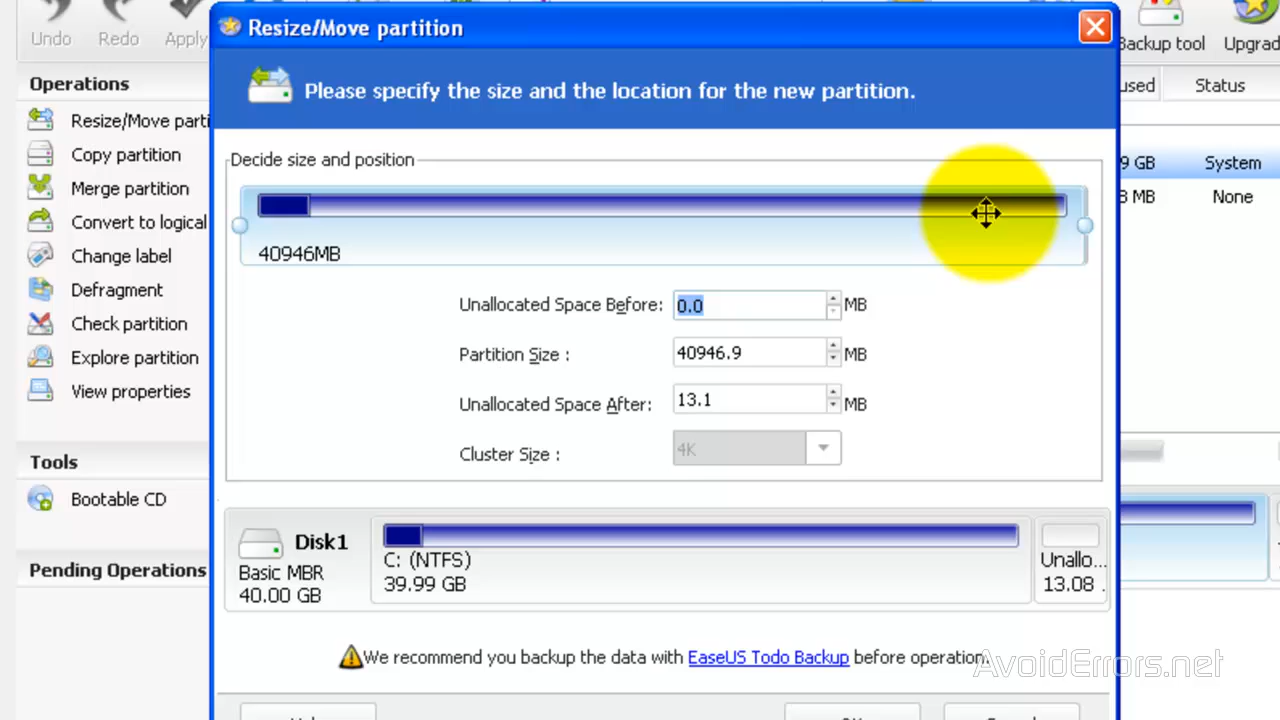 Undo Redo Apply
Resize/Move partition
Backup tool
Operations
Please specify the size and the location for the new partition.
Status
Resize/Move parti
Decide size and position
Copy partition
9 GB System
Merge partition
MB None
Convert to logical
40946MB
Change label
Defragment
Unallocated Space Before: 0.0 MB
Check partition
Partition Size : 40946.9 MB
Explore partition
View properties
Unallocated Space After: 13.1 MB
Cluster Size : 4K
Tools
Bootable CD
Disk1
Basic MBR
40.00 GB
C: (NTFS)
39.99 GB
Unallo...
13.08 .
Pending Operations
We recommend you backup the data with EaseUS Todo Backup before operation.
AvoidErrors.net